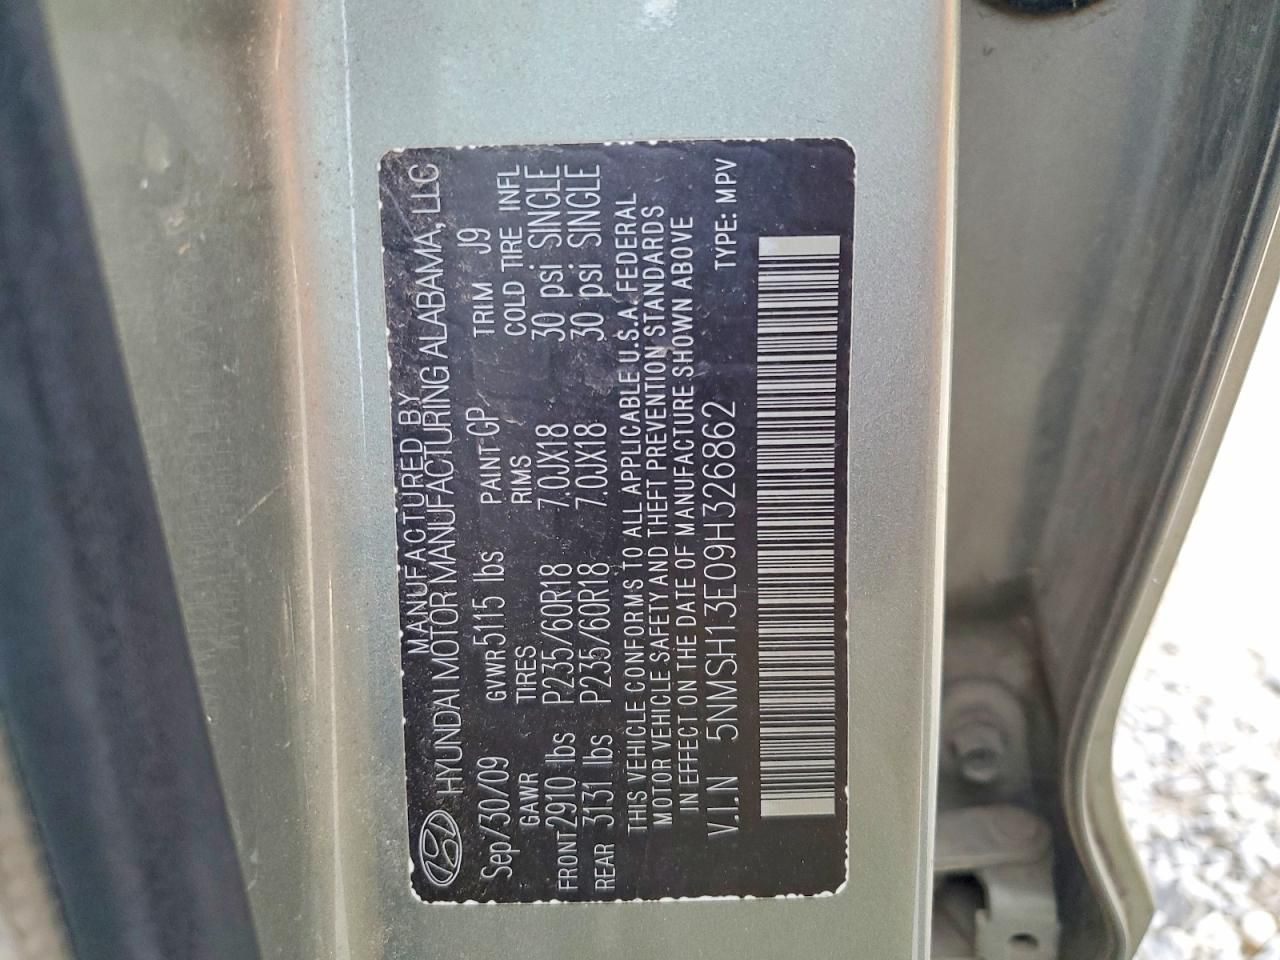 MANUFACTURED BY
HYUNDAI MOTOR MANUFACTURING ALABAMA, LLC
Sep/30/09 GVWR 5115 lbs PAINT GP TRIM J9
GAWR TIRES RIMS COLD TIRE INFL
FRONT 2910 lbs P235/60R18 7.0JX18 30 psi SINGLE
REAR 3131 lbs P235/60R18 7.0JX18 30 psi SINGLE
THIS VEHICLE CONFORMS TO ALL APPLICABLE U.S.A. FEDERAL
MOTOR VEHICLE SAFETY AND THEFT PREVENTION STANDARDS
IN EFFECT ON THE DATE OF MANUFACTURE SHOWN ABOVE
V.I.N 5NMSH13E09H326862 TYPE: MPV